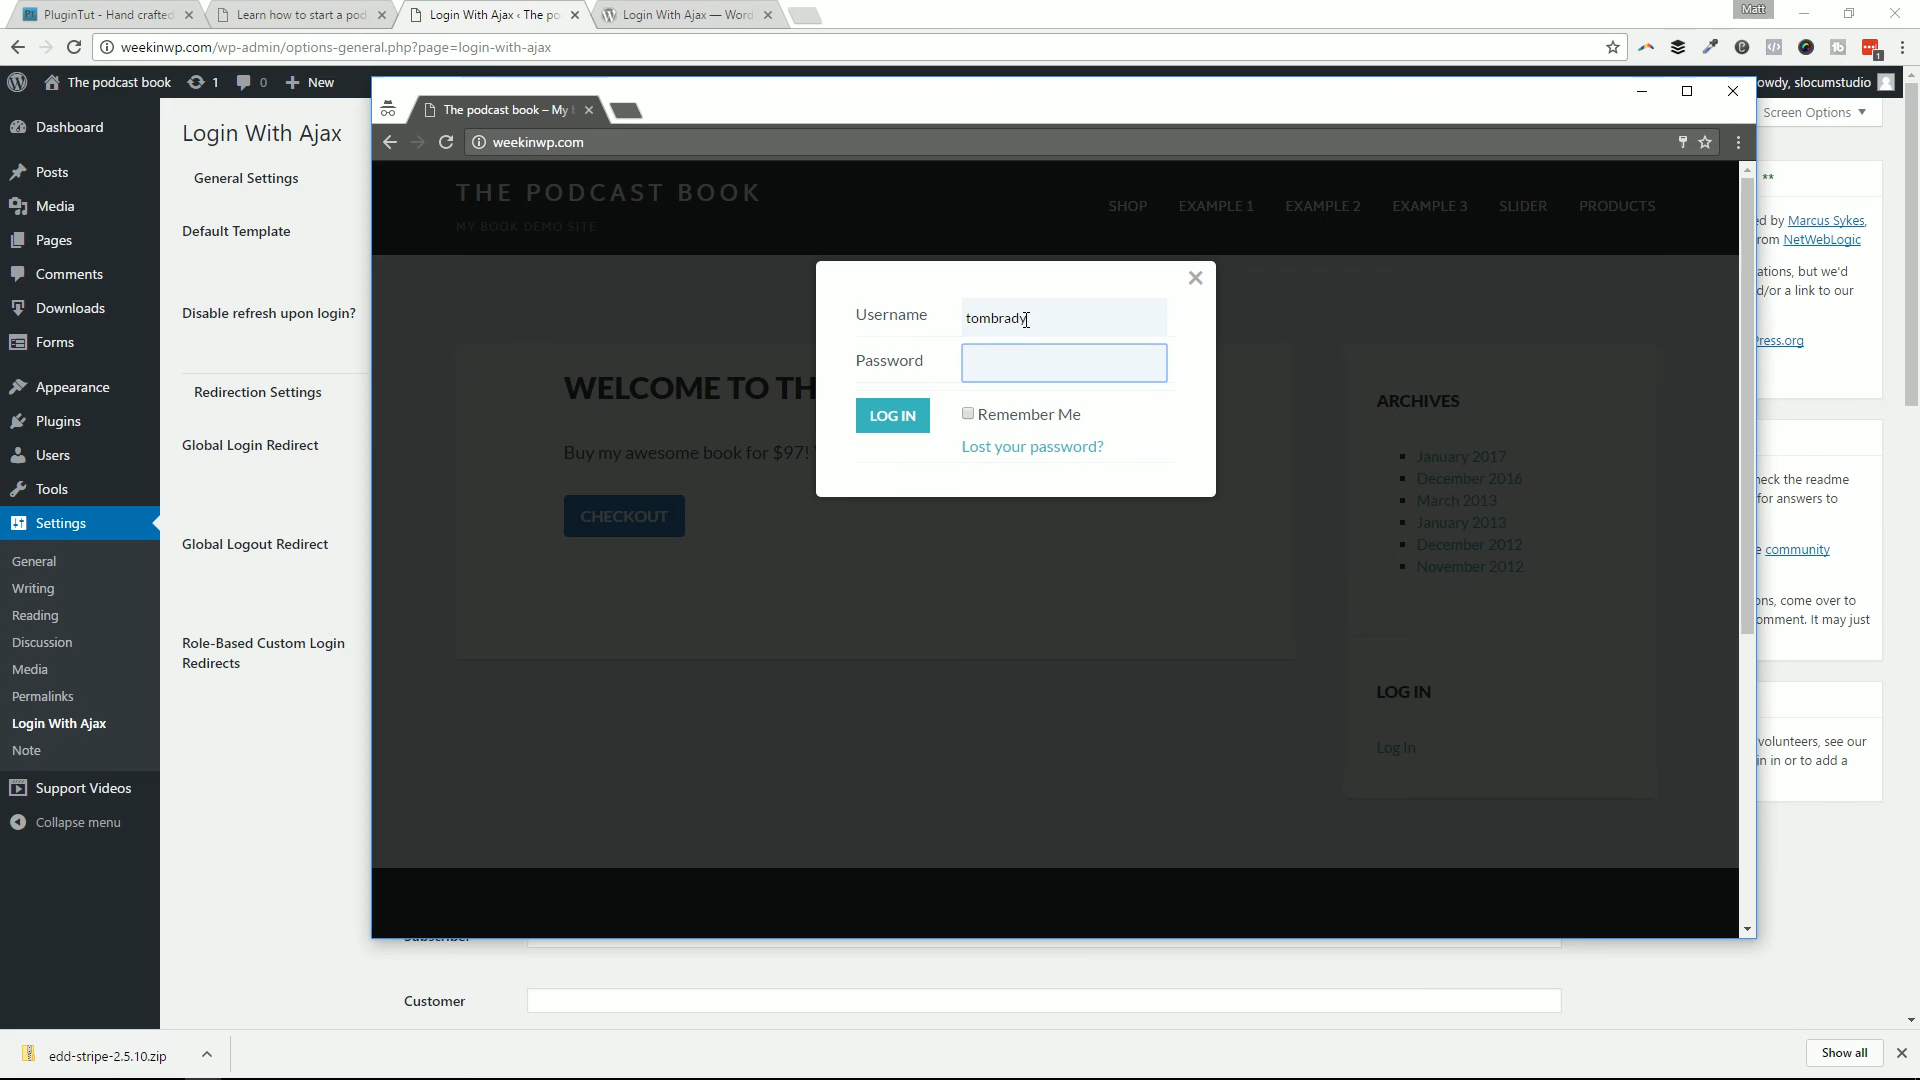 PluginTut - Hand crafted
Learn how to start a pod
Login With Ajax ‹ The po
Login With Ajax — Word
Matt
weekinwp.com/wp-admin/options-general.php?page=login-with-ajax
1
The podcast book
1
0
New
owdy, slocumstudio
Screen Options
Dashboard
Posts
Media
Pages
Comments
Downloads
Forms
Appearance
Plugins
Users
Tools
Settings
General
Writing
Reading
Discussion
Media
Permalinks
Login With Ajax
Note
Support Videos
Collapse menu
Login With Ajax
General Settings
Default Template
Disable refresh upon login?
Redirection Settings
Global Login Redirect
Global Logout Redirect
Role-Based Custom Login
Redirects
Subscriber
Customer
The podcast book – My
weekinwp.com
THE PODCAST BOOK
MY BOOK DEMO SITE
SHOP
EXAMPLE 1
EXAMPLE 2
EXAMPLE 3
SLIDER
PRODUCTS
Username
tombrady
Password
LOG IN
Remember Me
Lost your password?
WELCOME TO TH
Buy my awesome book for $97!
CHECKOUT
ARCHIVES
January 2017
December 2016
March 2013
January 2013
December 2012
November 2012
LOG IN
Log In
**
ed by Marcus Sykes,
rom NetWebLogic
ations, but we'd
d/or a link to our
Press.org
heck the readme
for answers to
e community
ons, come over to
omment. It may just
volunteers, see our
in in or to add a
edd-stripe-2.5.10.zip
Show all